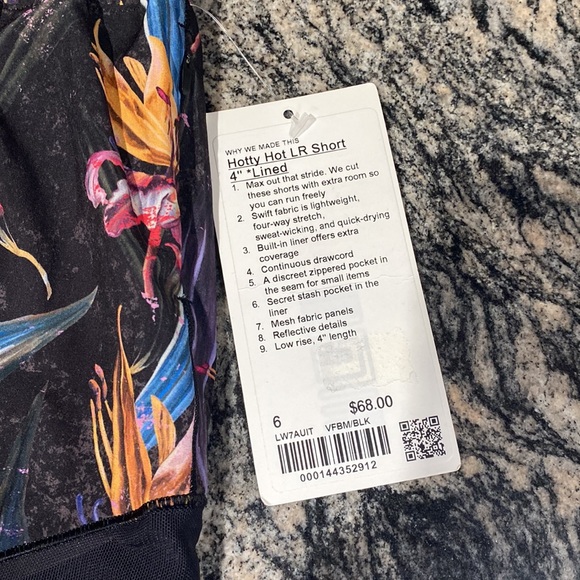 WHY WE MADE THIS
Hotty Hot LR Short
4" *Lined
1. Max out that stride. We cut
these shorts with extra room so
you can run freely
2. Swift fabric is lightweight,
four-way stretch,
sweat-wicking, and quick-drying
3. Built-in liner offers extra
coverage
4. Continuous drawcord
5. A discreet zippered pocket in
the seam for small items
6. Secret stash pocket in the
liner
7. Mesh fabric panels
8. Reflective details
9. Low rise, 4" length
6 $68.00
LW7AUIT VFBM/BLK
000144352912